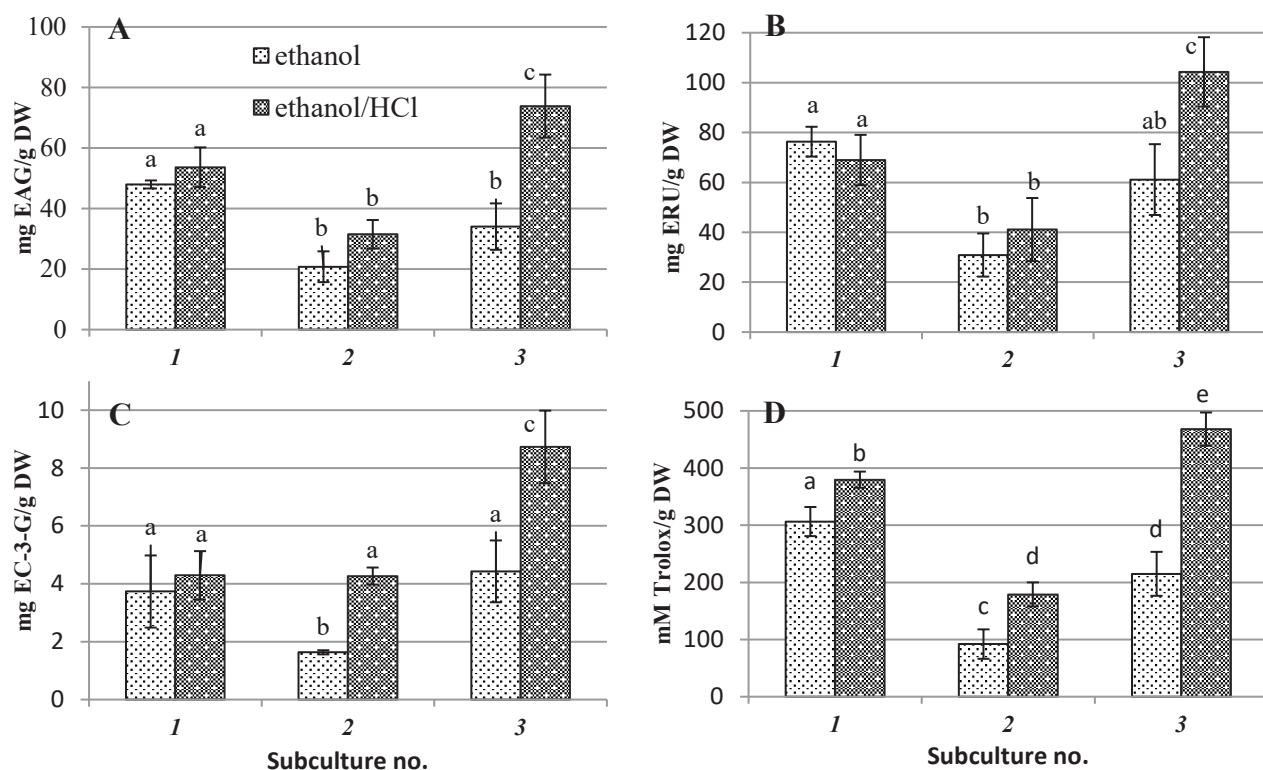 A
mg EAG/g DW
100
80
60
40
20
0
ethanol
ethanol/HCl
a
a
b
b
b
c
1
2
3
B
mg ERU/g DW
120
100
80
60
40
20
0
a
a
b
b
ab
c
1
2
3
C
mg EC-3-G/g DW
10
8
6
4
2
0
a
a
b
a
a
c
1
2
3
Subculture no.
D
mM Trolox/g DW
500
400
300
200
100
0
a
b
c
d
d
e
1
2
3
Subculture no.